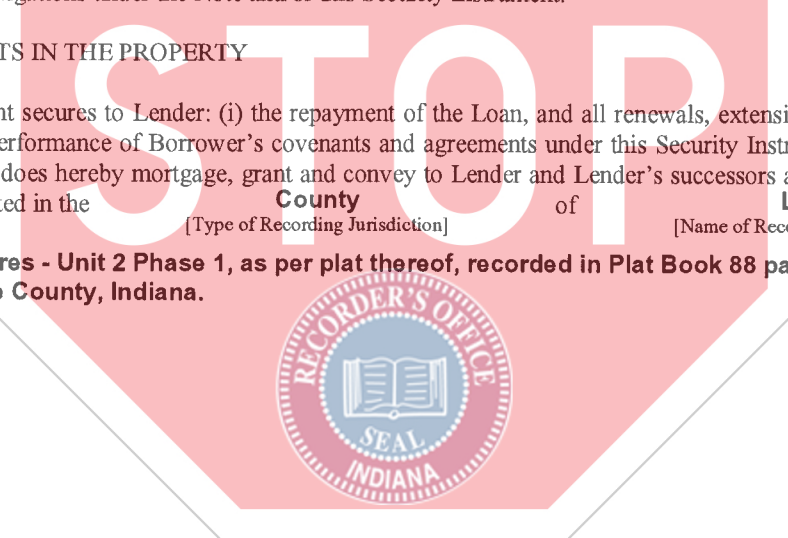 TS IN THE PROPERTY
nt secures to Lender: (i) the repayment of the Loan, and all renewals, extensi
erformance of Borrower's covenants and agreements under this Security Instr
does hereby mortgage, grant and convey to Lender and Lender's successors a
ted in the County of L
[Type of Recording Jurisdiction] [Name of Reco
res - Unit 2 Phase 1, as per plat thereof, recorded in Plat Book 88 pa
County, Indiana.
STOP
RECORDER'S OFFICE
SEAL
INDIANA